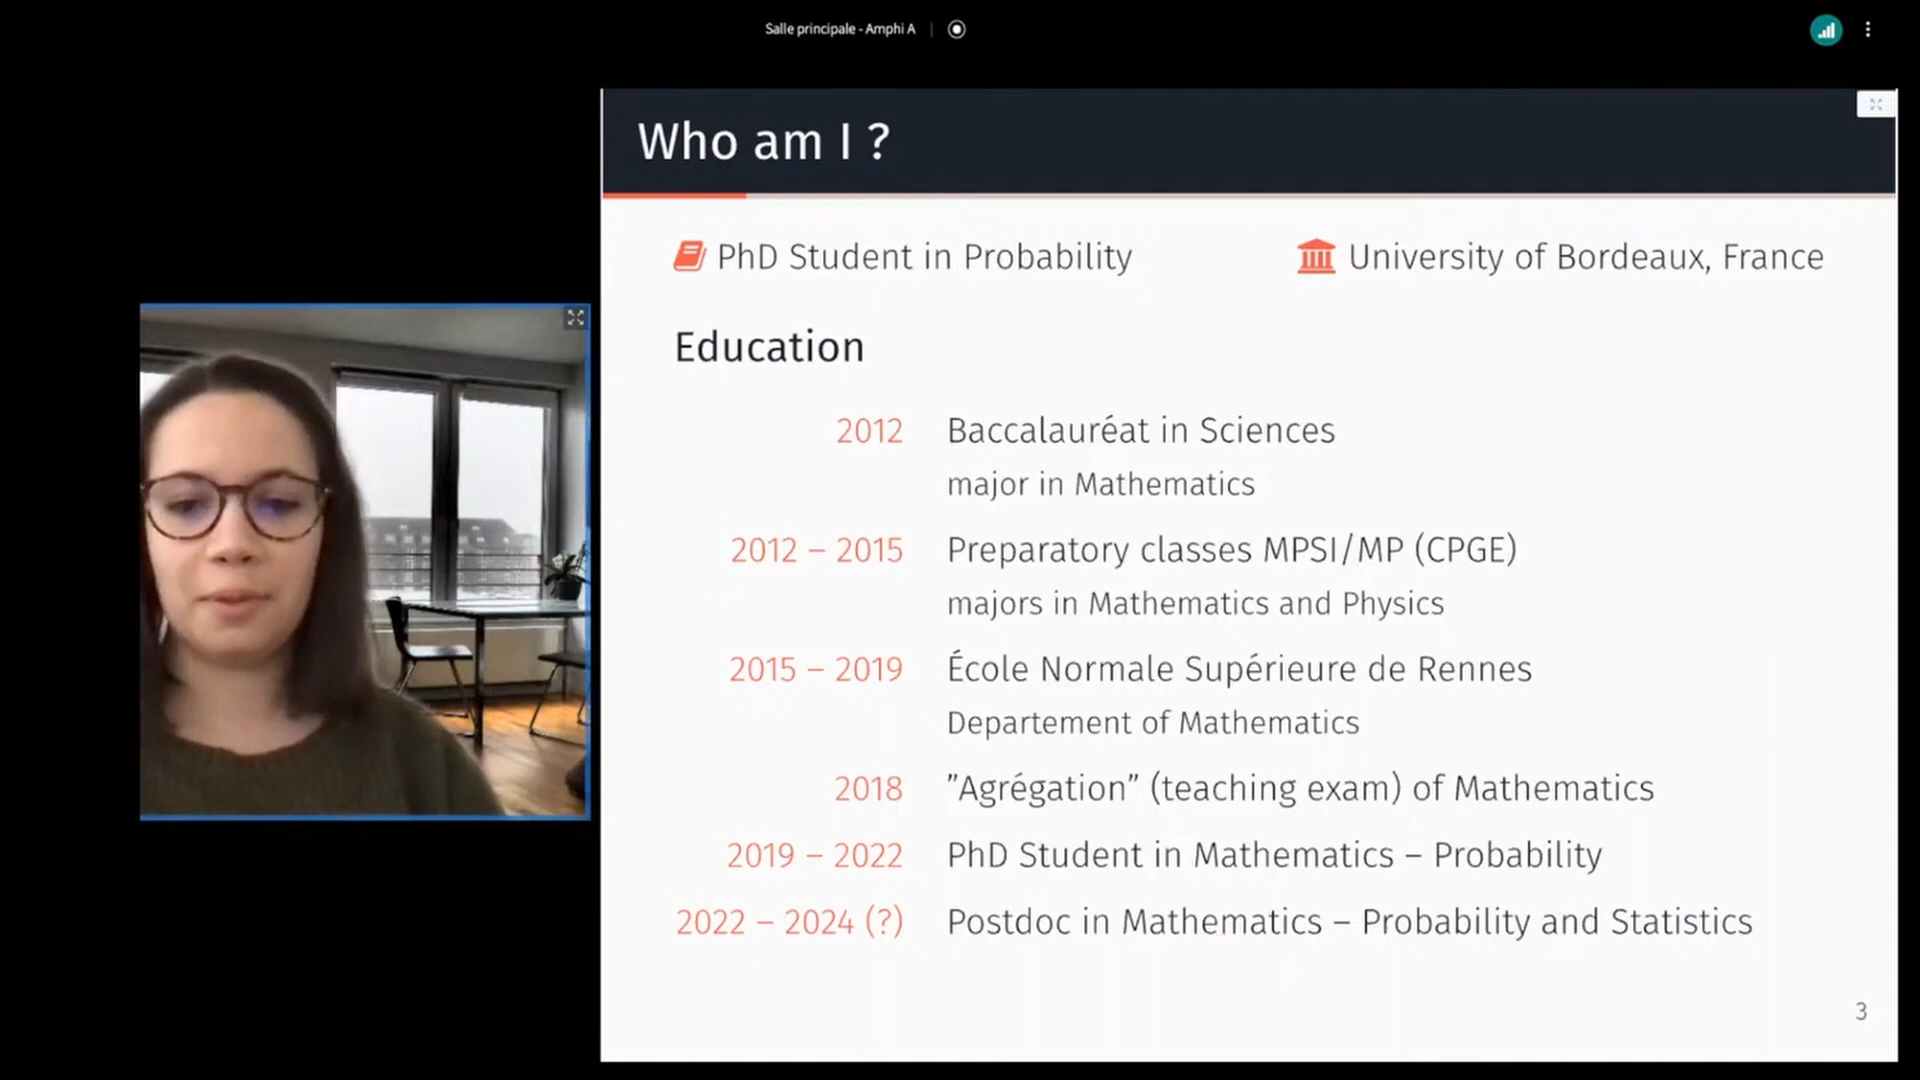 Salle principale - Amphi A
Who am I ?
PhD Student in Probability
University of Bordeaux, France
Education
2012 Baccalauréat in Sciences
major in Mathematics
2012 – 2015 Preparatory classes MPSI/MP (CPGE)
majors in Mathematics and Physics
2015 – 2019 École Normale Supérieure de Rennes
Departement of Mathematics
2018 ”Agrégation” (teaching exam) of Mathematics
2019 – 2022 PhD Student in Mathematics – Probability
2022 – 2024 (?) Postdoc in Mathematics – Probability and Statistics
3